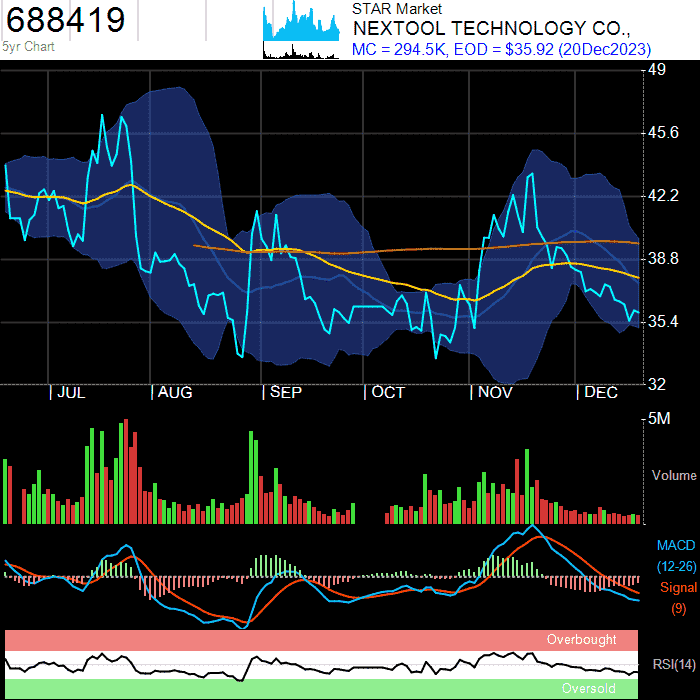 688419
5yr Chart
STAR Market
NEXTOOL TECHNOLOGY CO.,
MC = 294.5K, EOD = $35.92 (20Dec2023)
49
45.6
42.2
38.8
35.4
32
| JUL | AUG | SEP | OCT | NOV | DEC
5M
Volume
MACD
(12-26)
Signal
(9)
Overbought
RSI(14)
Oversold